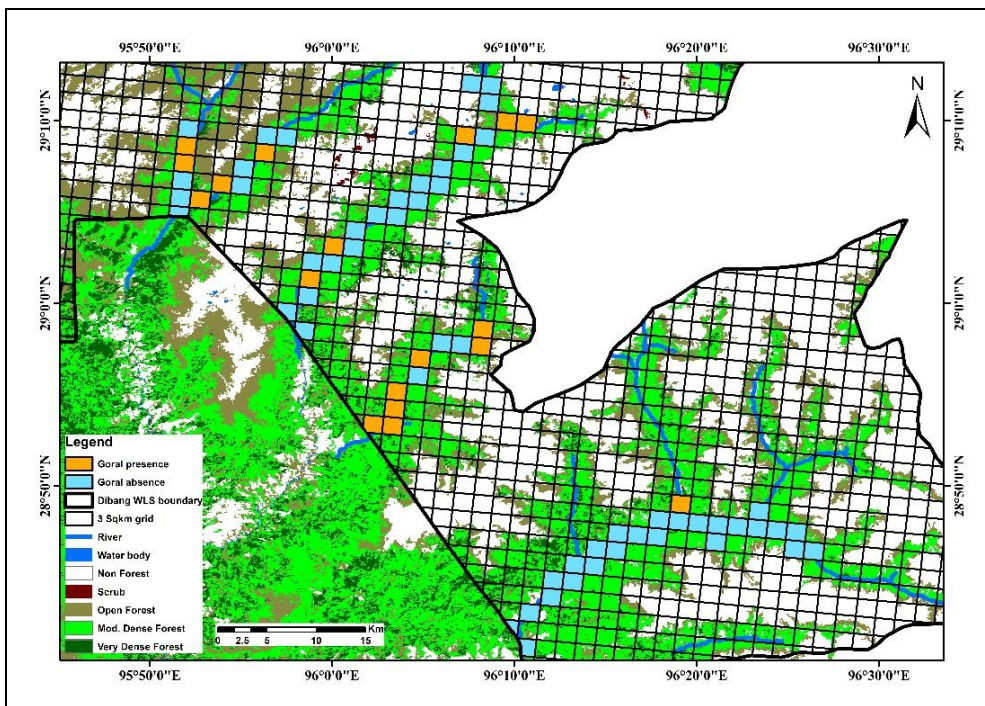 95°50'0"E 96°0'0"E 96°10'0"E 96°20'0"E 96°30'0"E
N
29°10'0"N 29°10'0"N
29°0'0"N 29°0'0"N
28°50'0"N 28°50'0"N
Legend
Goral presence
Goral absence
Dibang WLS boundary
3 Sqkm grid
River
Water body
Non Forest
Scrub
Open Forest
Mod. Dense Forest
Very Dense Forest
Km
0 2.5 5 10 15
95°50'0"E 96°0'0"E 96°10'0"E 96°20'0"E 96°30'0"E